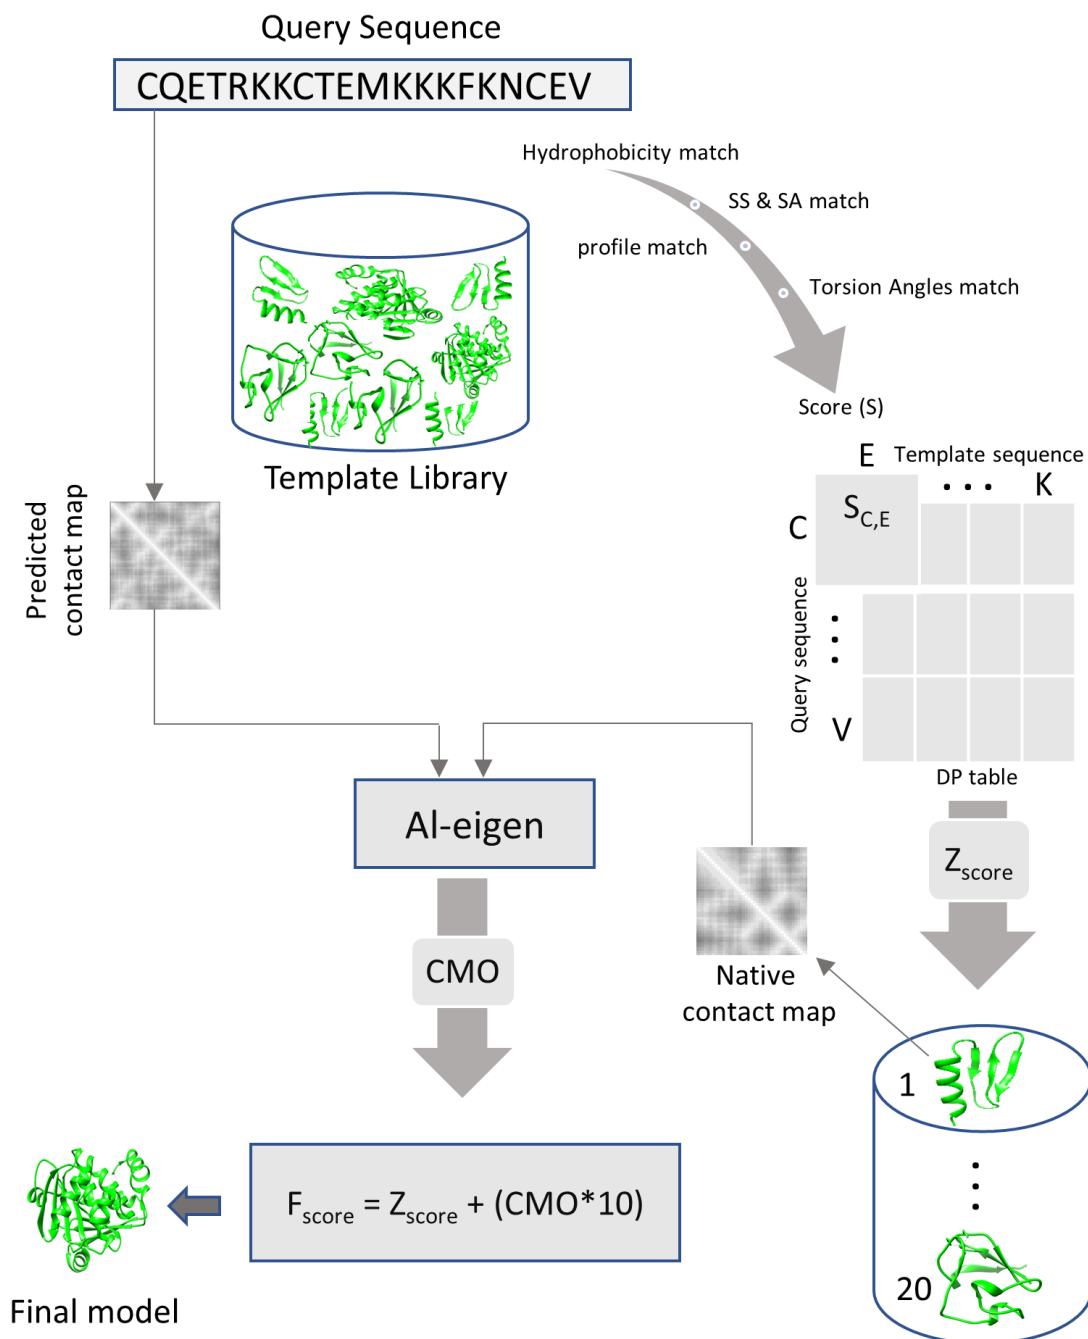 Query Sequence
CQETRKKCTEMKKKFKNCEV
Hydrophobicity match
SS & SA match
profile match
Torsion Angles match
Score (S)
Template Library
E
Template sequence
. . .
K
C
S_C,E
Query sequence
V
DP table
Predicted
contact map
Al-eigen
Z_score
CMO
Native
contact map
1
20
F_score = Z_score + (CMO*10)
Final model